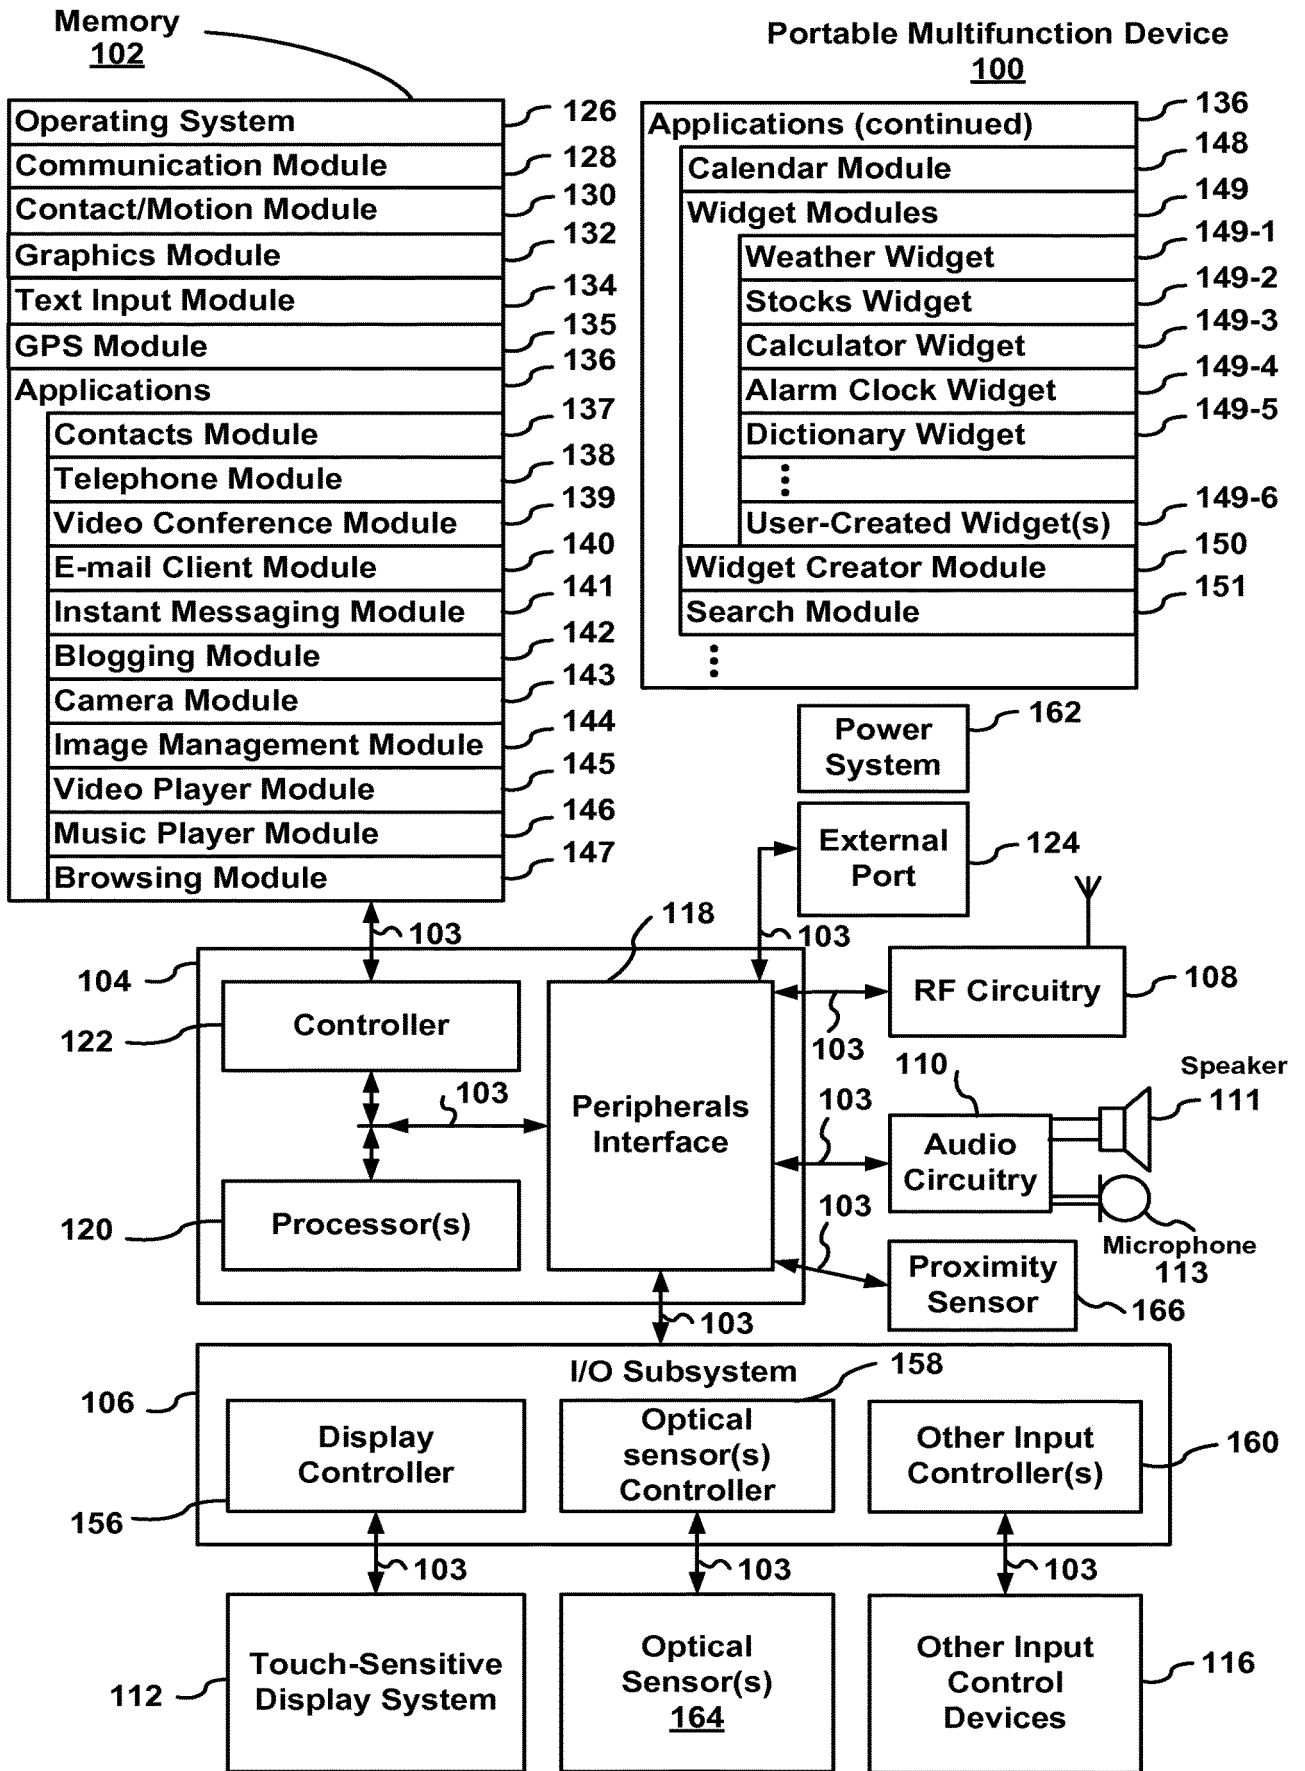 Memory
102
Portable Multifunction Device
100
Operating System 126
Communication Module 128
Contact/Motion Module 130
Graphics Module 132
Text Input Module 134
GPS Module 135
Applications 136
Contacts Module 137
Telephone Module 138
Video Conference Module 139
E-mail Client Module 140
Instant Messaging Module 141
Blogging Module 142
Camera Module 143
Image Management Module 144
Video Player Module 145
Music Player Module 146
Browsing Module 147
Applications (continued) 136
Calendar Module 148
Widget Modules 149
Weather Widget 149-1
Stocks Widget 149-2
Calculator Widget 149-3
Alarm Clock Widget 149-4
Dictionary Widget 149-5
⋮
User-Created Widget(s) 149-6
Widget Creator Module 150
Search Module 151
⋮
Power
System
162
External
Port
124
103
118
103
104
Controller
122
RF Circuitry
108
103
103
Peripherals
Interface
Processor(s)
120
110
Speaker
111
103
Audio
Circuitry
103
Microphone
113
Proximity
Sensor
166
103
I/O Subsystem
106
158
Display
Controller
156
Optical
sensor(s)
Controller
Other Input
Controller(s)
160
103
103
103
Touch-Sensitive
Display System
112
Optical
Sensor(s)
164
Other Input
Control
Devices
116